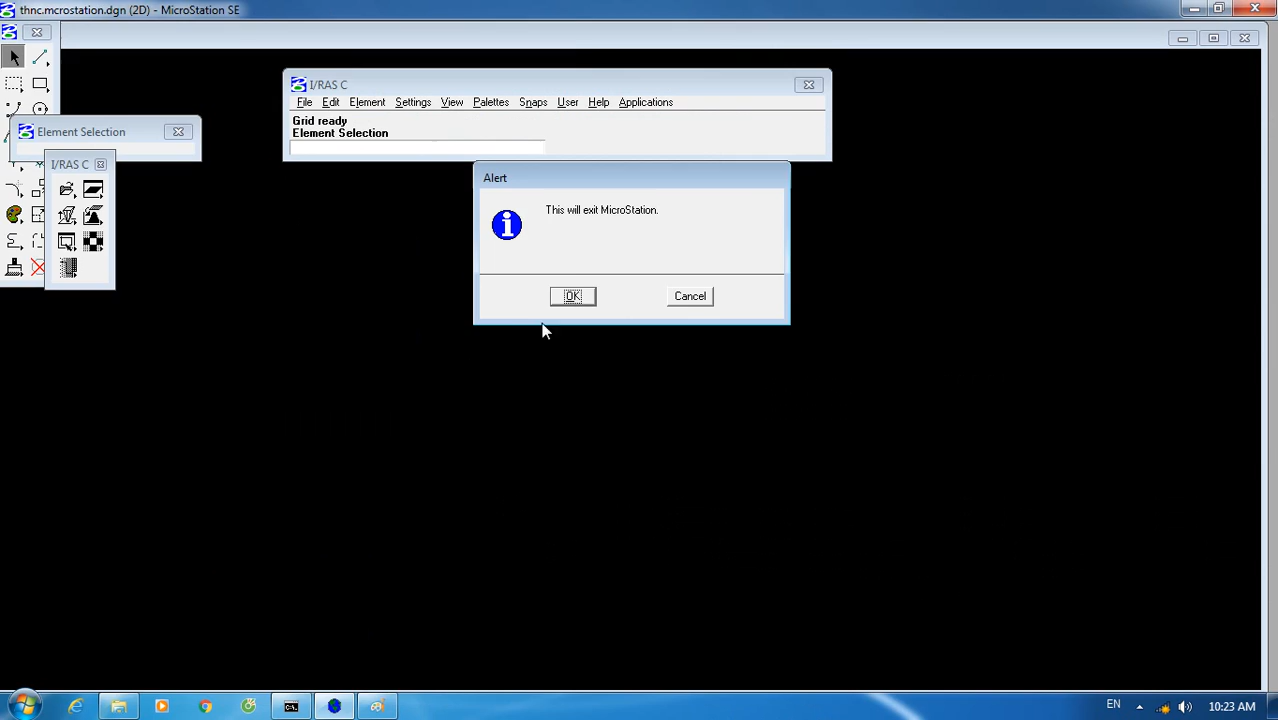 thnc.mcrostation.dgn (2D) - MicroStation SE
I/RAS C
File Edit Element Settings View Palettes Snaps User Help Applications
Grid ready
Element Selection
Element Selection
I/RAS C
Alert
This will exit MicroStation.
OK Cancel
EN 10:23 AM